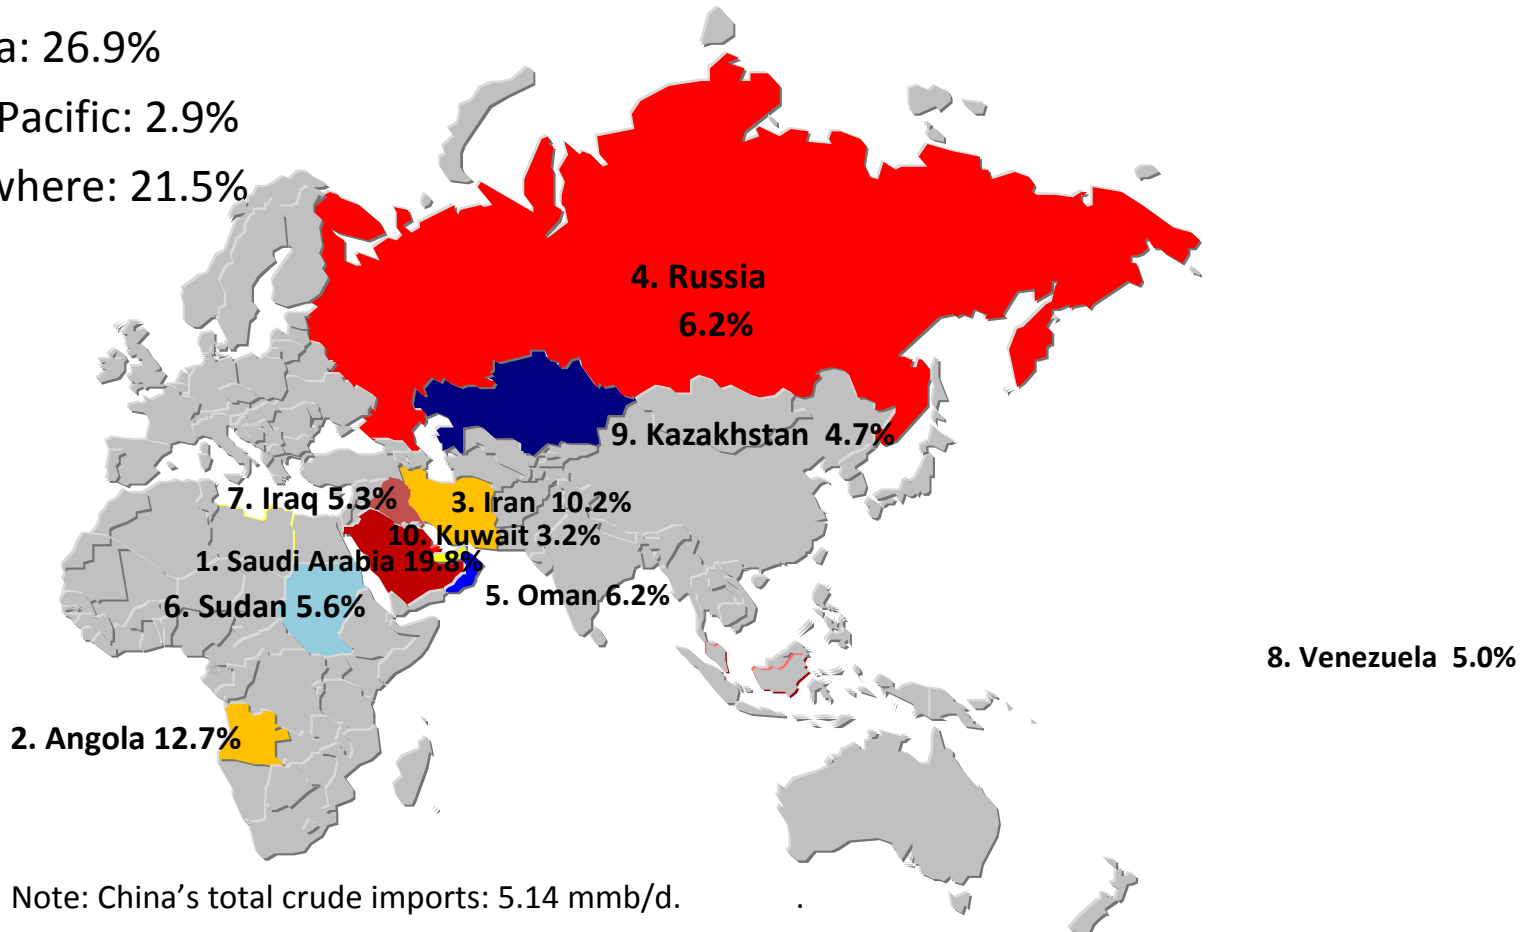 a: 26.9%
Pacific: 2.9%
where: 21.5%
4. Russia
6.2%
9. Kazakhstan 4.7%
7. Iraq 5.3%
3. Iran 10.2%
10. Kuwait 3.2%
1. Saudi Arabia 19.8%
5. Oman 6.2%
6. Sudan 5.6%
8. Venezuela 5.0%
2. Angola 12.7%
Note: China’s total crude imports: 5.14 mmb/d. .